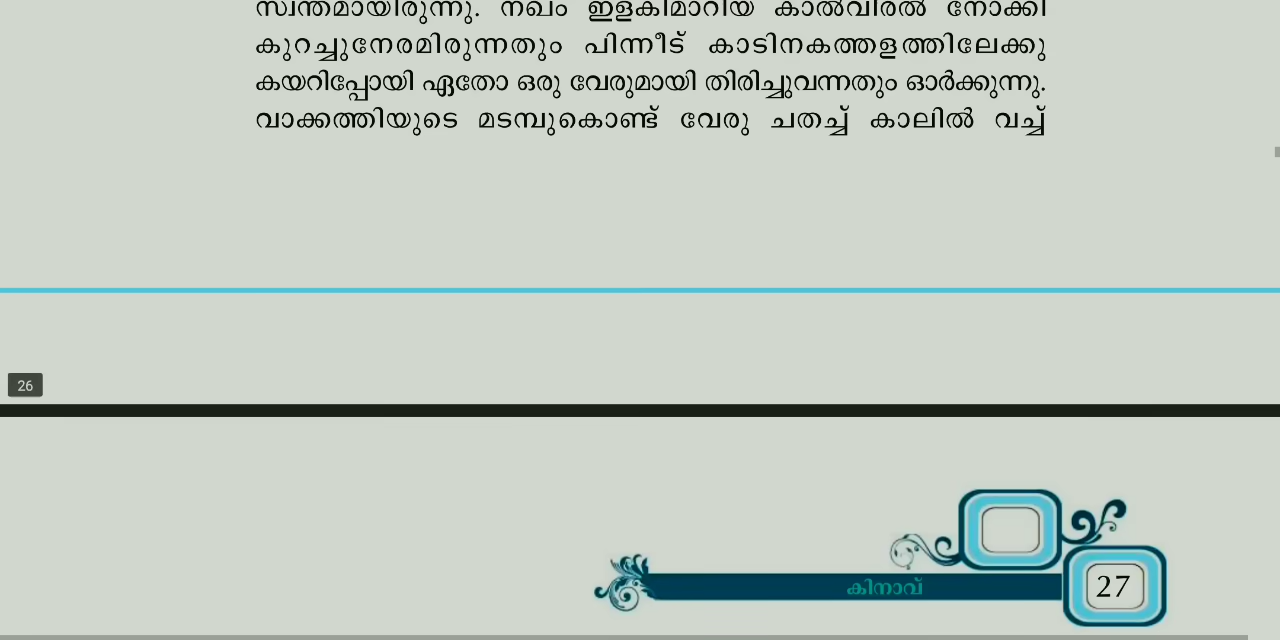 സ്വന്തമായിരുന്നു. നഖം ഇളകിമാറിയ കാൽവിരൽ നോക്കി
കുറച്ചുനേരമിരുന്നതും പിന്നീട് കാടിനകത്തളത്തിലേക്കു
കയറിപ്പോയി ഏതോ ഒരു വേരുമായി തിരിച്ചുവന്നതും ഓർക്കുന്നു.
വാക്കത്തിയുടെ മടമ്പുകൊണ്ട് വേരു ചതച്ച് കാലിൽ വച്ച്
26
കിനാവ്
27